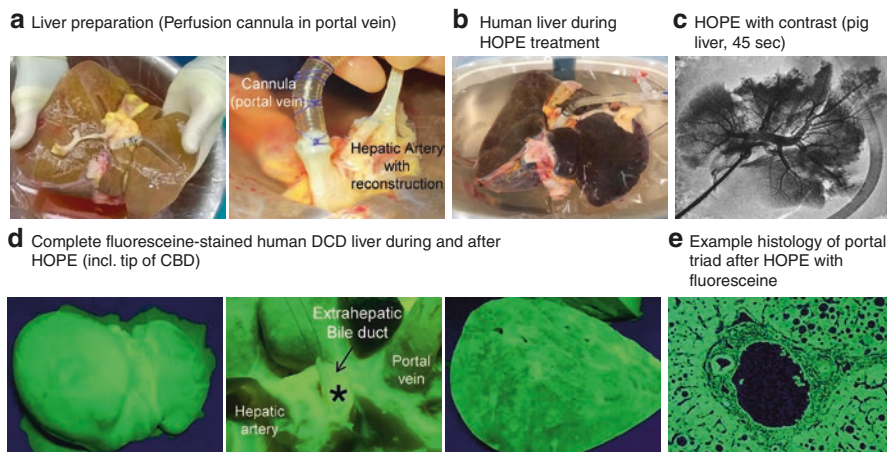 a Liver preparation (Perfusion cannula in portal vein)
b Human liver during
HOPE treatment
c HOPE with contrast (pig
liver, 45 sec)
Cannula
(portal vein)
Hepatic Artery
with
reconstruction
d Complete fluoresceine-stained human DCD liver during and after
HOPE (incl. tip of CBD)
e Example histology of portal
triad after HOPE with
fluoresceine
Extrahepatic
Bile duct
*
Portal
vein
Hepatic
artery